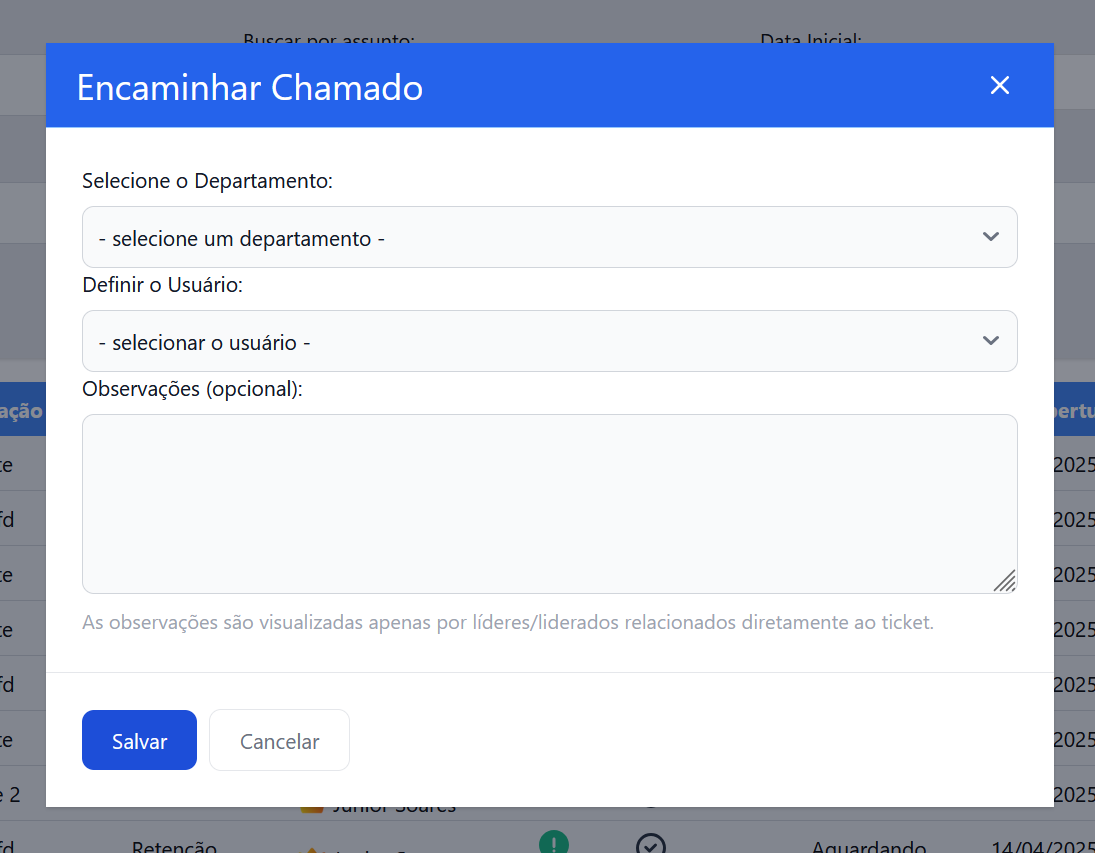 Buscar por assunto: Data Inicial:
Encaminhar Chamado
Selecione o Departamento:
- selecione um departamento -
Definir o Usuário:
- selecionar o usuário -
Observações (opcional):
As observações são visualizadas apenas por líderes/liderados relacionados diretamente ao ticket.
Salvar Cancelar
ação
te 2025
fd 2025
te 2025
te 2025
fd 2025
te 2025
e 2 Junior Soares 2025
fd Retenção Aguardando 14/04/2025